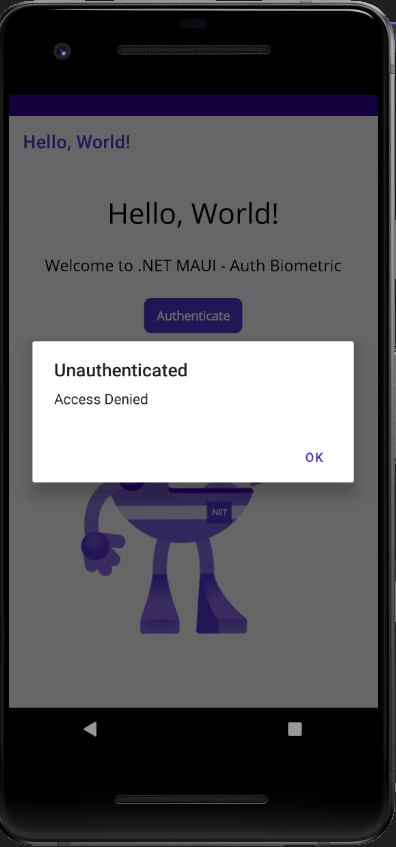 Hello, World!
Hello, World!
Welcome to .NET MAUI - Auth Biometric
Authenticate
Unauthenticated
Access Denied
OK
.NET